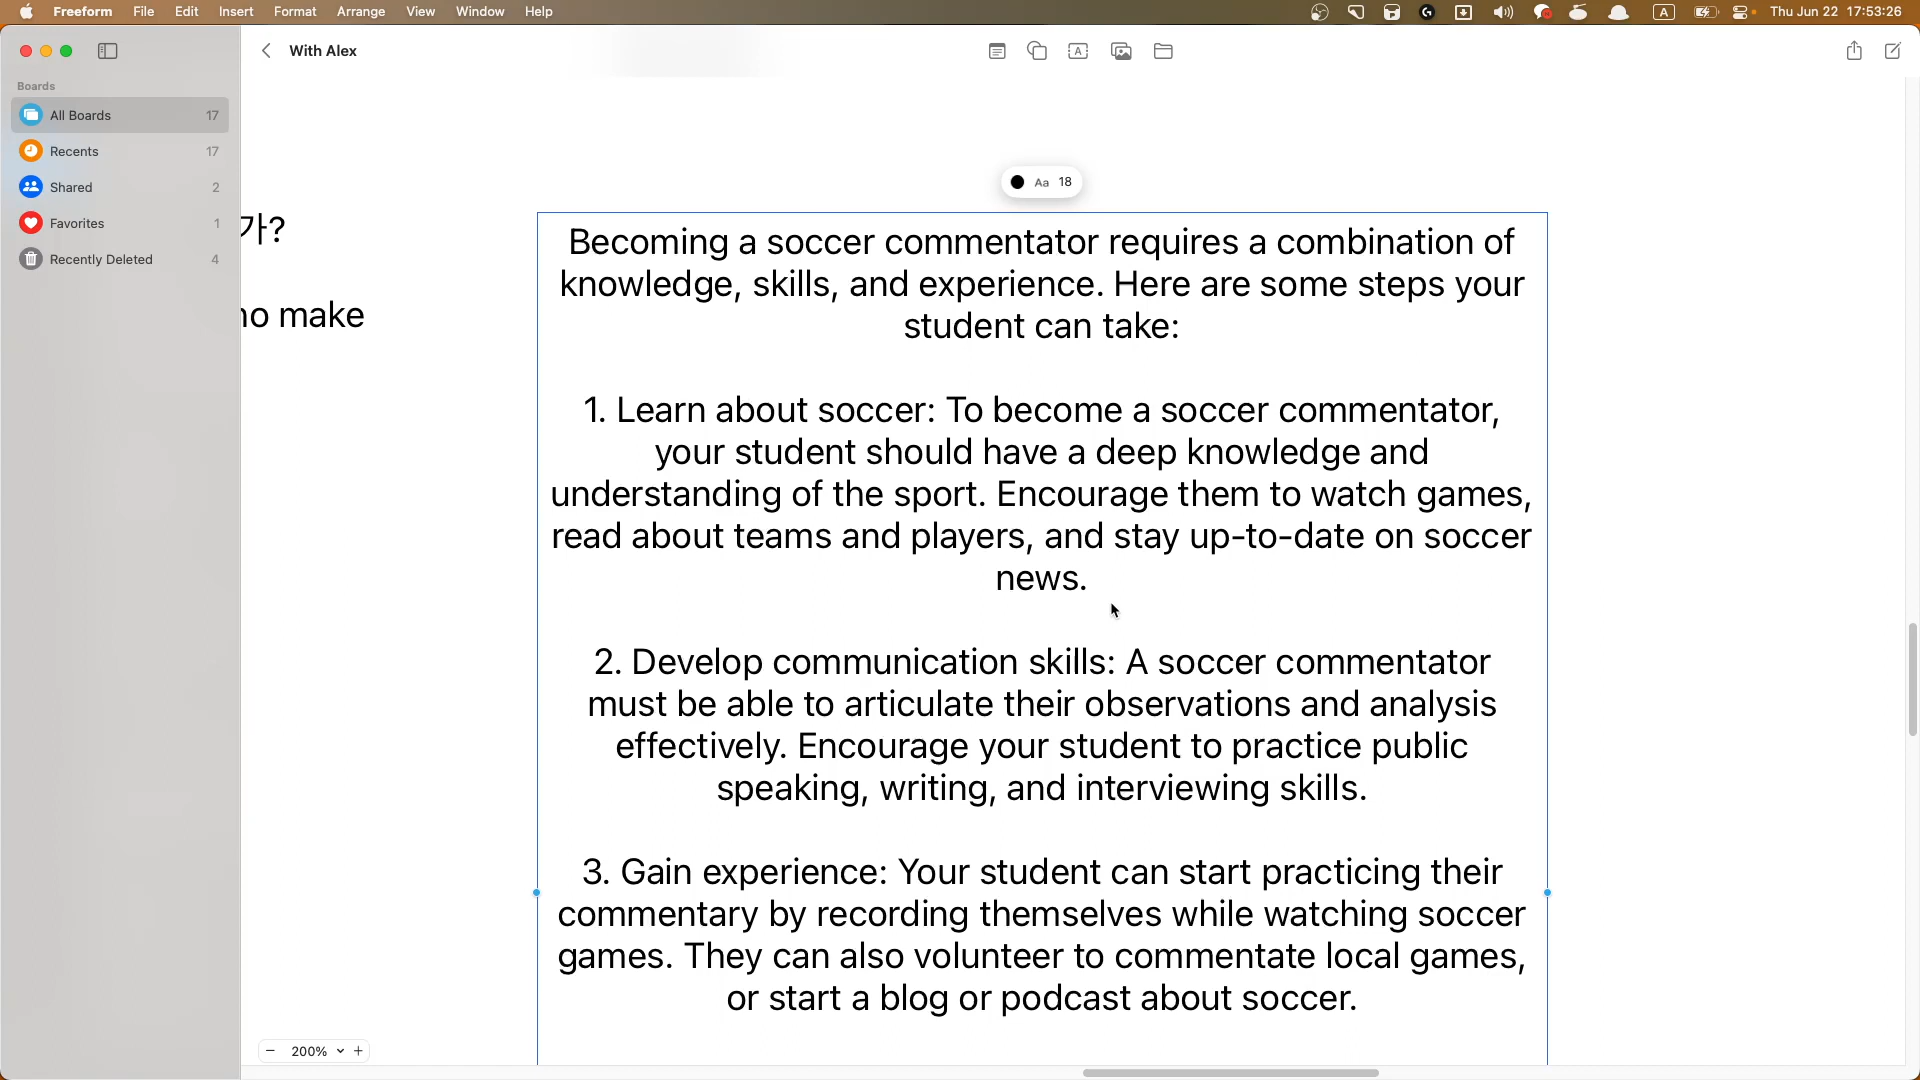 Freeform File Edit Insert Format Arrange View Window Help
A
Thu Jun 22 17:53:26
With Alex
A
Boards
All Boards 17
Recents 17
Shared 2
Favorites 1
Recently Deleted 4
가?
make
Aa 18
Becoming a soccer commentator requires a combination of
knowledge, skills, and experience. Here are some steps your
student can take:
1. Learn about soccer: To become a soccer commentator,
your student should have a deep knowledge and
understanding of the sport. Encourage them to watch games,
read about teams and players, and stay up-to-date on soccer
news.
2. Develop communication skills: A soccer commentator
must be able to articulate their observations and analysis
effectively. Encourage your student to practice public
speaking, writing, and interviewing skills.
3. Gain experience: Your student can start practicing their
commentary by recording themselves while watching soccer
games. They can also volunteer to commentate local games,
or start a blog or podcast about soccer.
− 200% +